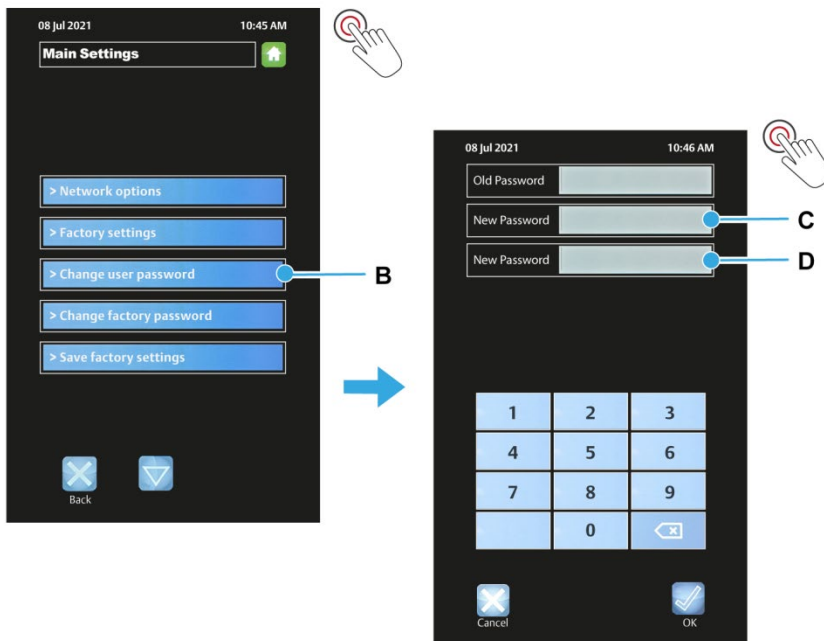 08 Jul 2021 10:45 AM
Main Settings
> Network options
> Factory settings
> Change user password
B
> Change factory password
> Save factory settings
Back
08 Jul 2021 10:46 AM
Old Password
New Password
C
New Password
D
1 2 3
4 5 6
7 8 9
0
Cancel OK